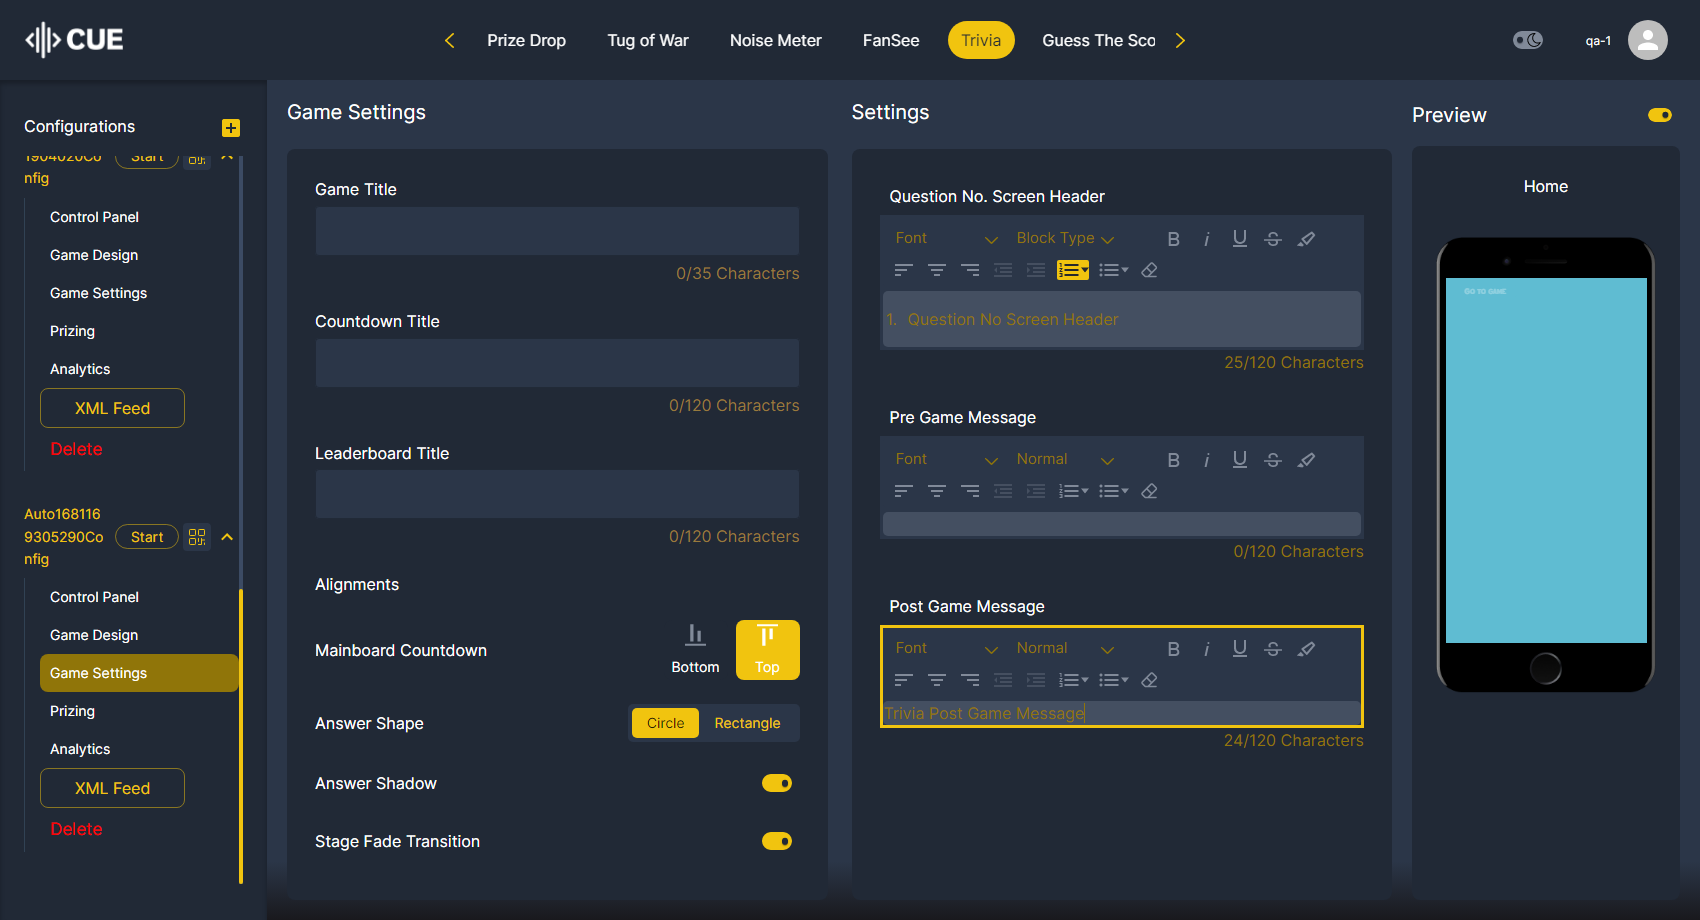 CUE
Prize Drop
Tug of War
Noise Meter
FanSee
Trivia
Guess The Sco
qa-1
Configurations
1904020Co
nfig
Start
Control Panel
Game Design
Game Settings
Prizing
Analytics
XML Feed
Delete
Auto168116
9305290Co
nfig
Start
Control Panel
Game Design
Game Settings
Prizing
Analytics
XML Feed
Delete
Game Settings
Game Title
0/35 Characters
Countdown Title
0/120 Characters
Leaderboard Title
0/120 Characters
Alignments
Mainboard Countdown
Bottom
Top
Answer Shape
Circle
Rectangle
Answer Shadow
Stage Fade Transition
Settings
Question No. Screen Header
Font
Block Type
B i U S
1. Question No Screen Header
25/120 Characters
Pre Game Message
Font
Normal
B i U S
0/120 Characters
Post Game Message
Font
Normal
B i U S
Trivia Post Game Message
24/120 Characters
Preview
Home
Go to game